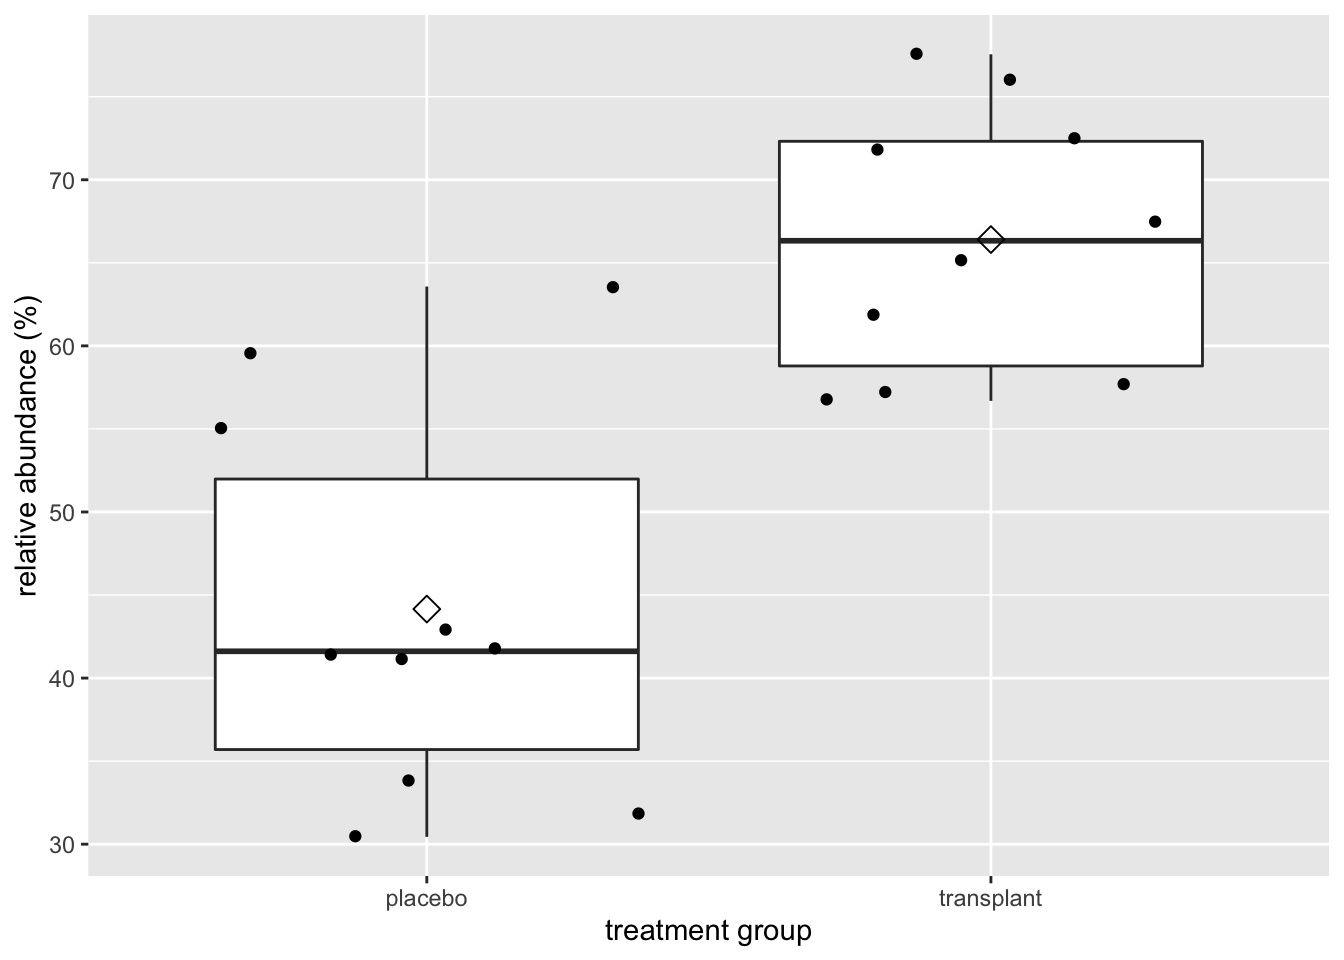 relative abundance (%)
70
60
50
40
30
placebo
transplant
treatment group